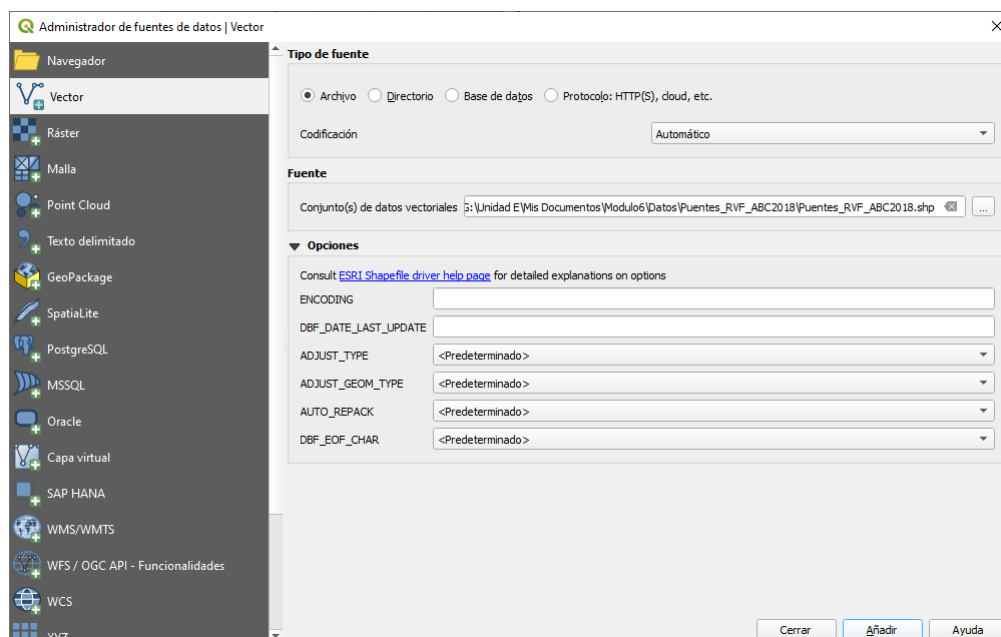 Administrador de fuentes de datos | Vector
Navegador
Vector
Ráster
Malla
Point Cloud
Texto delimitado
GeoPackage
SpatiaLite
PostgreSQL
MSSQL
Oracle
Capa virtual
SAP HANA
WMS/WMTS
WFS / OGC API - Funcionalidades
WCS
XYZ
Tipo de fuente
Archivo Directorio Base de datos Protocolo: HTTP(S), cloud, etc.
Codificación Automático
Fuente
Conjunto(s) de datos vectoriales G:\Unidad E\Mis Documentos\Modulo6\Datos\Puentes_RVF_ABC2018\Puentes_RVF_ABC2018.shp ...
Opciones
Consult ESRI Shapefile driver help page for detailed explanations on options
ENCODING
DBF_DATE_LAST_UPDATE
ADJUST_TYPE <Predeterminado>
ADJUST_GEOM_TYPE <Predeterminado>
AUTO_REPACK <Predeterminado>
DBF_EOF_CHAR <Predeterminado>
Cerrar Añadir Ayuda